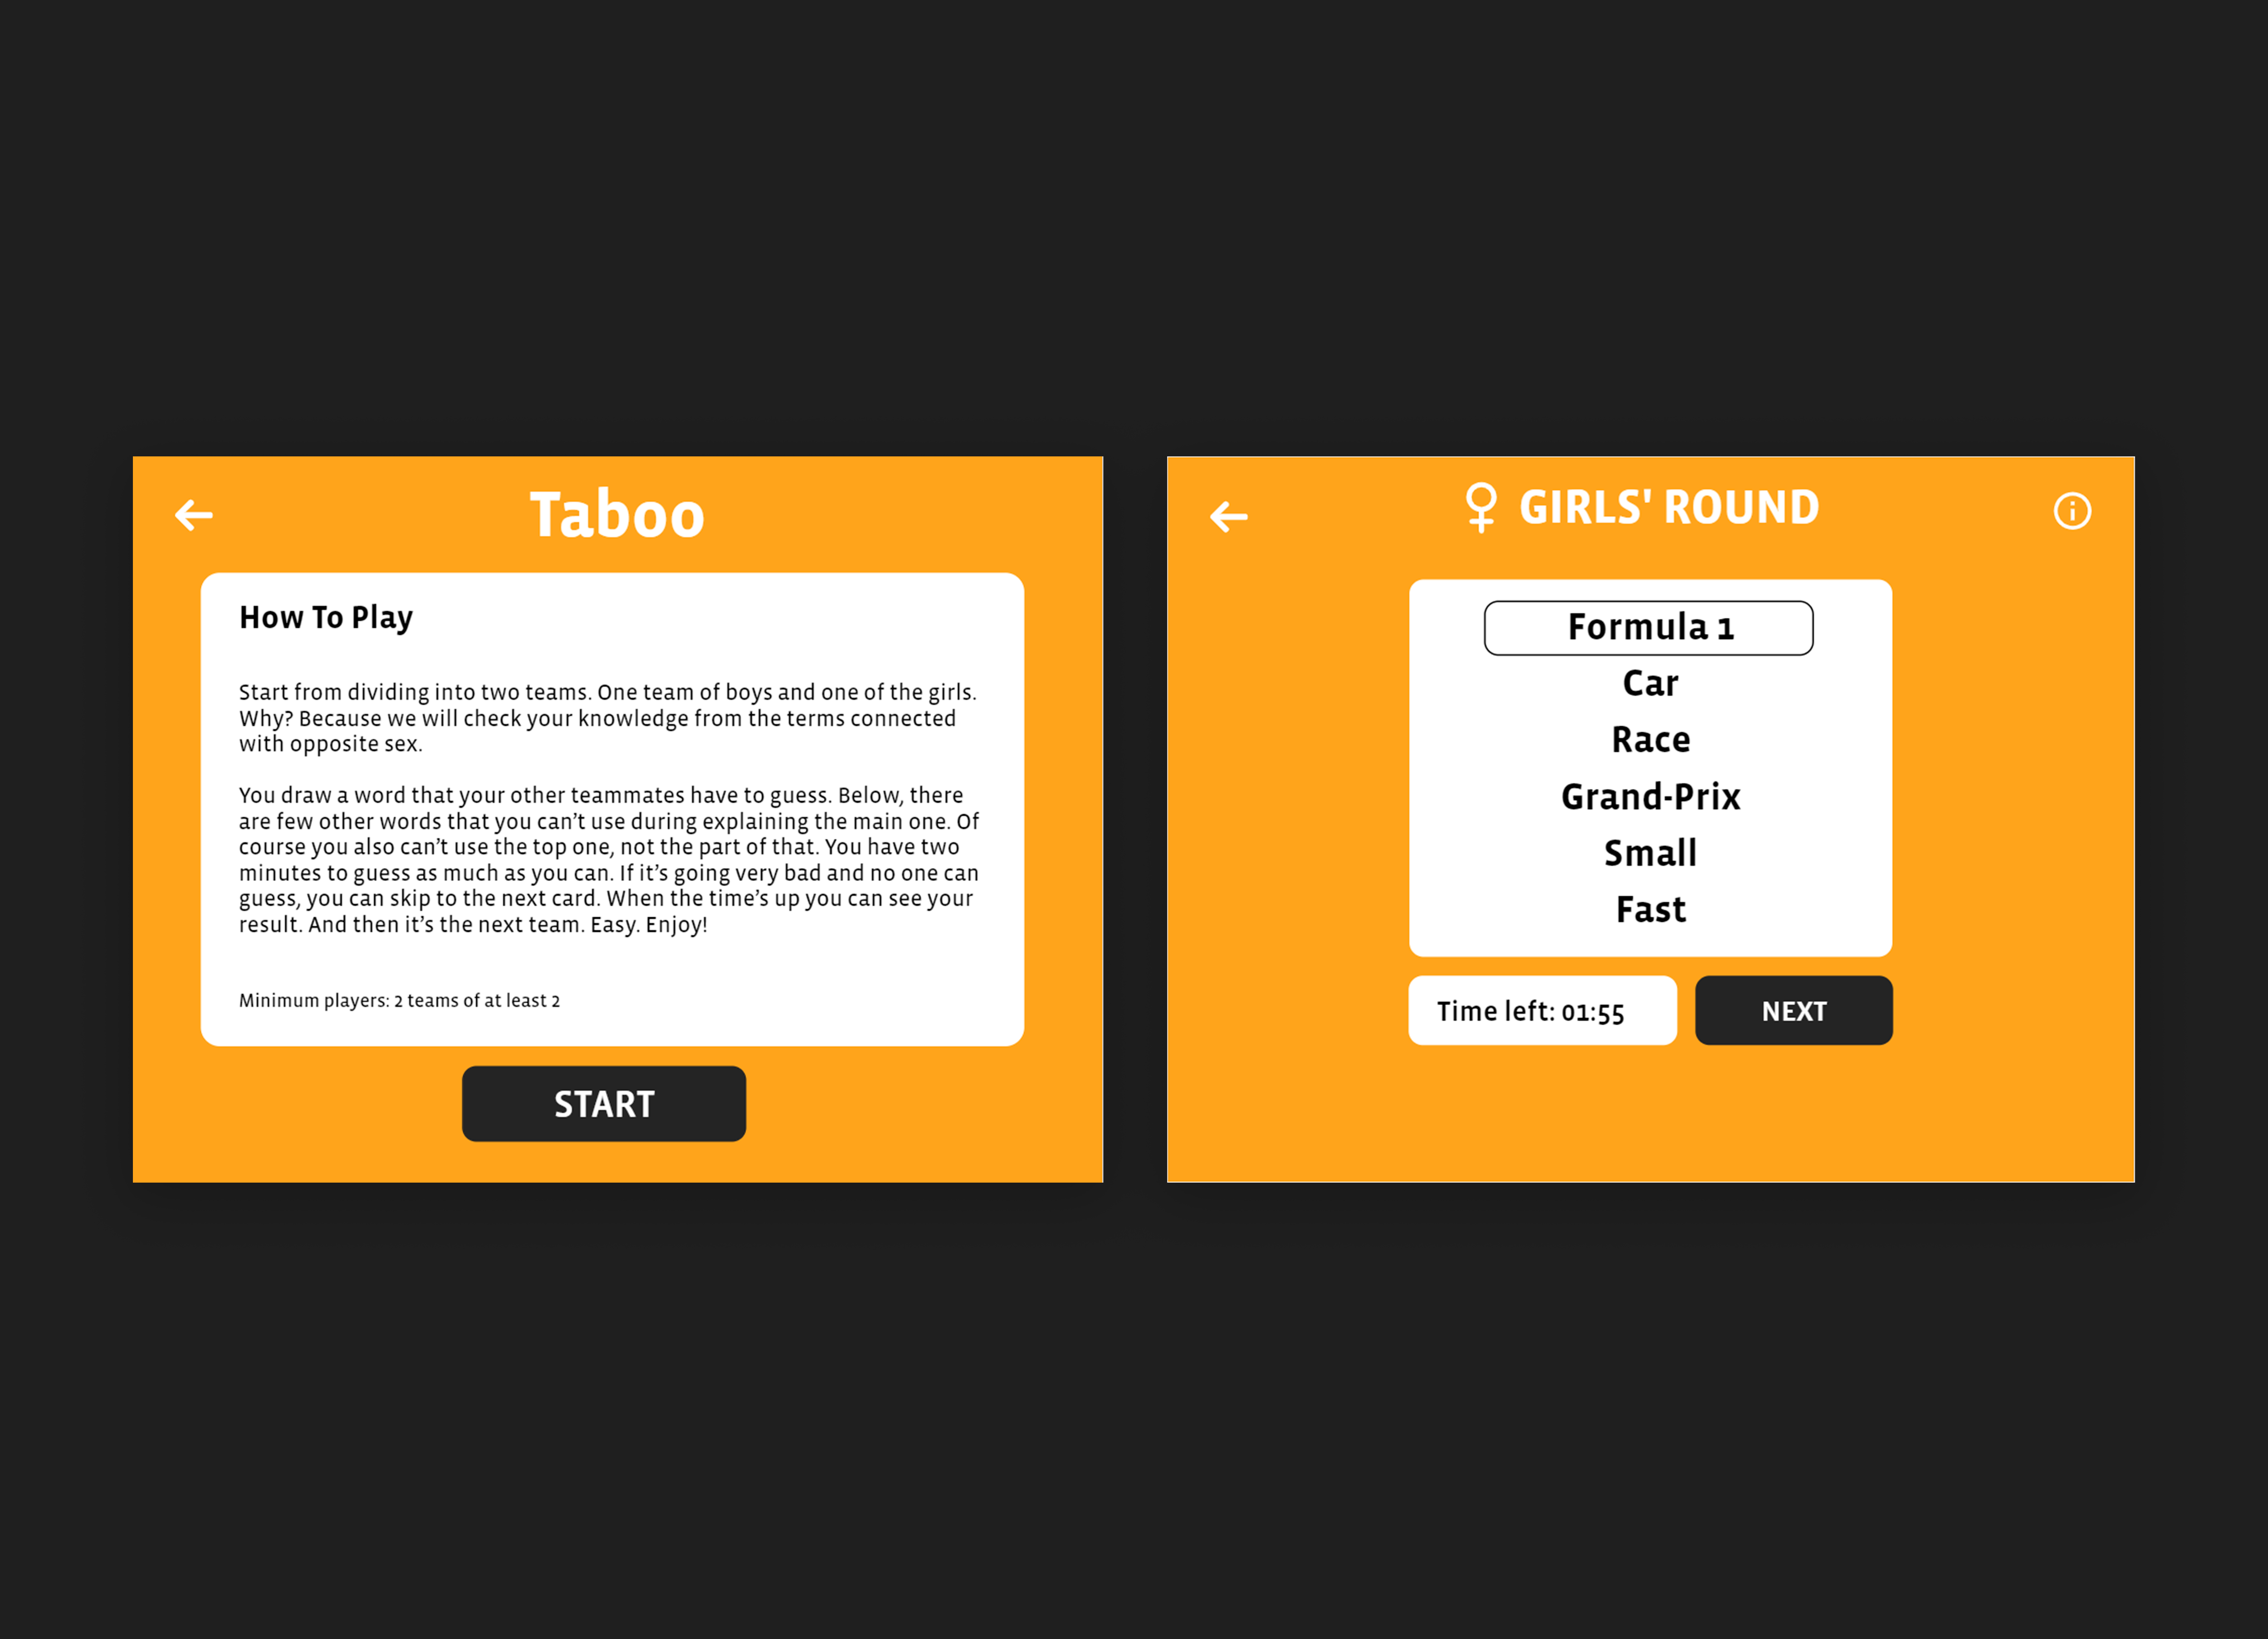 Taboo
How To Play
Start from dividing into two teams. One team of boys and one of the girls.
Why? Because we will check your knowledge from the terms connected
with opposite sex.
You draw a word that your other teammates have to guess. Below, there
are few other words that you can’t use during explaining the main one. Of
course you also can’t use the top one, not the part of that. You have two
minutes to guess as much as you can. If it’s going very bad and no one can
guess, you can skip to the next card. When the time’s up you can see your
result. And then it’s the next team. Easy. Enjoy!
Minimum players: 2 teams of at least 2
START
GIRLS' ROUND
Formula 1
Car
Race
Grand-Prix
Small
Fast
Time left: 01:55
NEXT